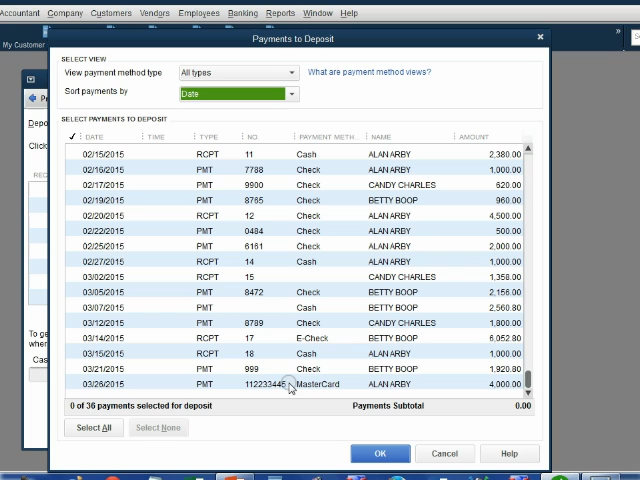 Accountant Company Customers Vendors Employees Banking Reports Window Help
My Customer
»
Payments to Deposit
SELECT VIEW
View payment method type All types What are payment method views?
Sort payments by Date
SELECT PAYMENTS TO DEPOSIT
✓ DATE TIME TYPE NO. PAYMENT METH... NAME AMOUNT
02/15/2015 RCPT 11 Cash ALAN ARBY 2,380.00
02/16/2015 PMT 7788 Check ALAN ARBY 1,000.00
02/17/2015 PMT 9900 Check CANDY CHARLES 620.00
02/19/2015 PMT 8765 Check BETTY BOOP 960.00
02/20/2015 RCPT 12 Check ALAN ARBY 4,500.00
02/22/2015 PMT 0484 Check ALAN ARBY 500.00
02/25/2015 PMT 6161 Check ALAN ARBY 2,000.00
02/27/2015 RCPT 14 Cash ALAN ARBY 1,000.00
03/02/2015 RCPT 15 CANDY CHARLES 1,358.00
03/05/2015 PMT 8472 Check BETTY BOOP 2,156.00
03/07/2015 PMT Cash BETTY BOOP 2,560.80
03/12/2015 PMT 8789 Check CANDY CHARLES 1,800.00
03/14/2015 RCPT 17 E-Check BETTY BOOP 6,052.80
03/15/2015 RCPT 18 Cash ALAN ARBY 1,000.00
03/21/2015 PMT 999 Check BETTY BOOP 1,920.80
03/26/2015 PMT 112233445 MasterCard ALAN ARBY 4,000.00
0 of 36 payments selected for deposit Payments Subtotal 0.00
Select All Select None
OK Cancel Help
Depo
Click
REC
To ge
wher
Cas